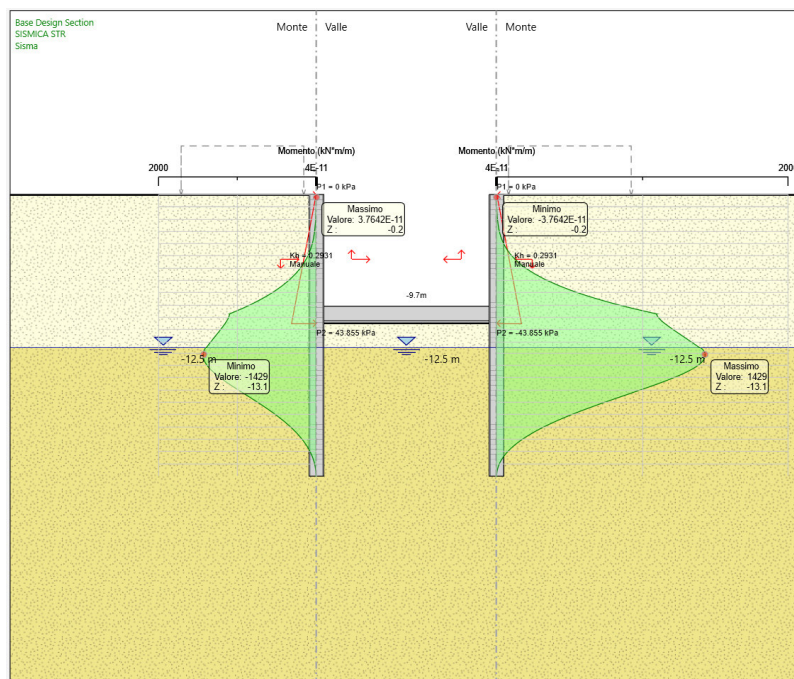 Base Design Section
SISMICA STR
Sisma
Monte Valle
Valle Monte
Momento (kN*m/m)
Momento (kN*m/m)
2000
4E-11
4E-11
200
P1 = 0 kPa
P1 = 0 kPa
Massimo
Valore: 3.7642E-11
Z : -0.2
Minimo
Valore: -3.7642E-11
Z : -0.2
Kh = 0.2931
Manuale
Kh = 0.2931
Manuale
-9.7m
P2 = 43.855 kPa
P2 = -43.855 kPa
-12.5 m
-12.5 m
-12.5 m
Minimo
Valore: -1429
Z : -13.1
Massimo
Valore: 1429
Z : -13.1